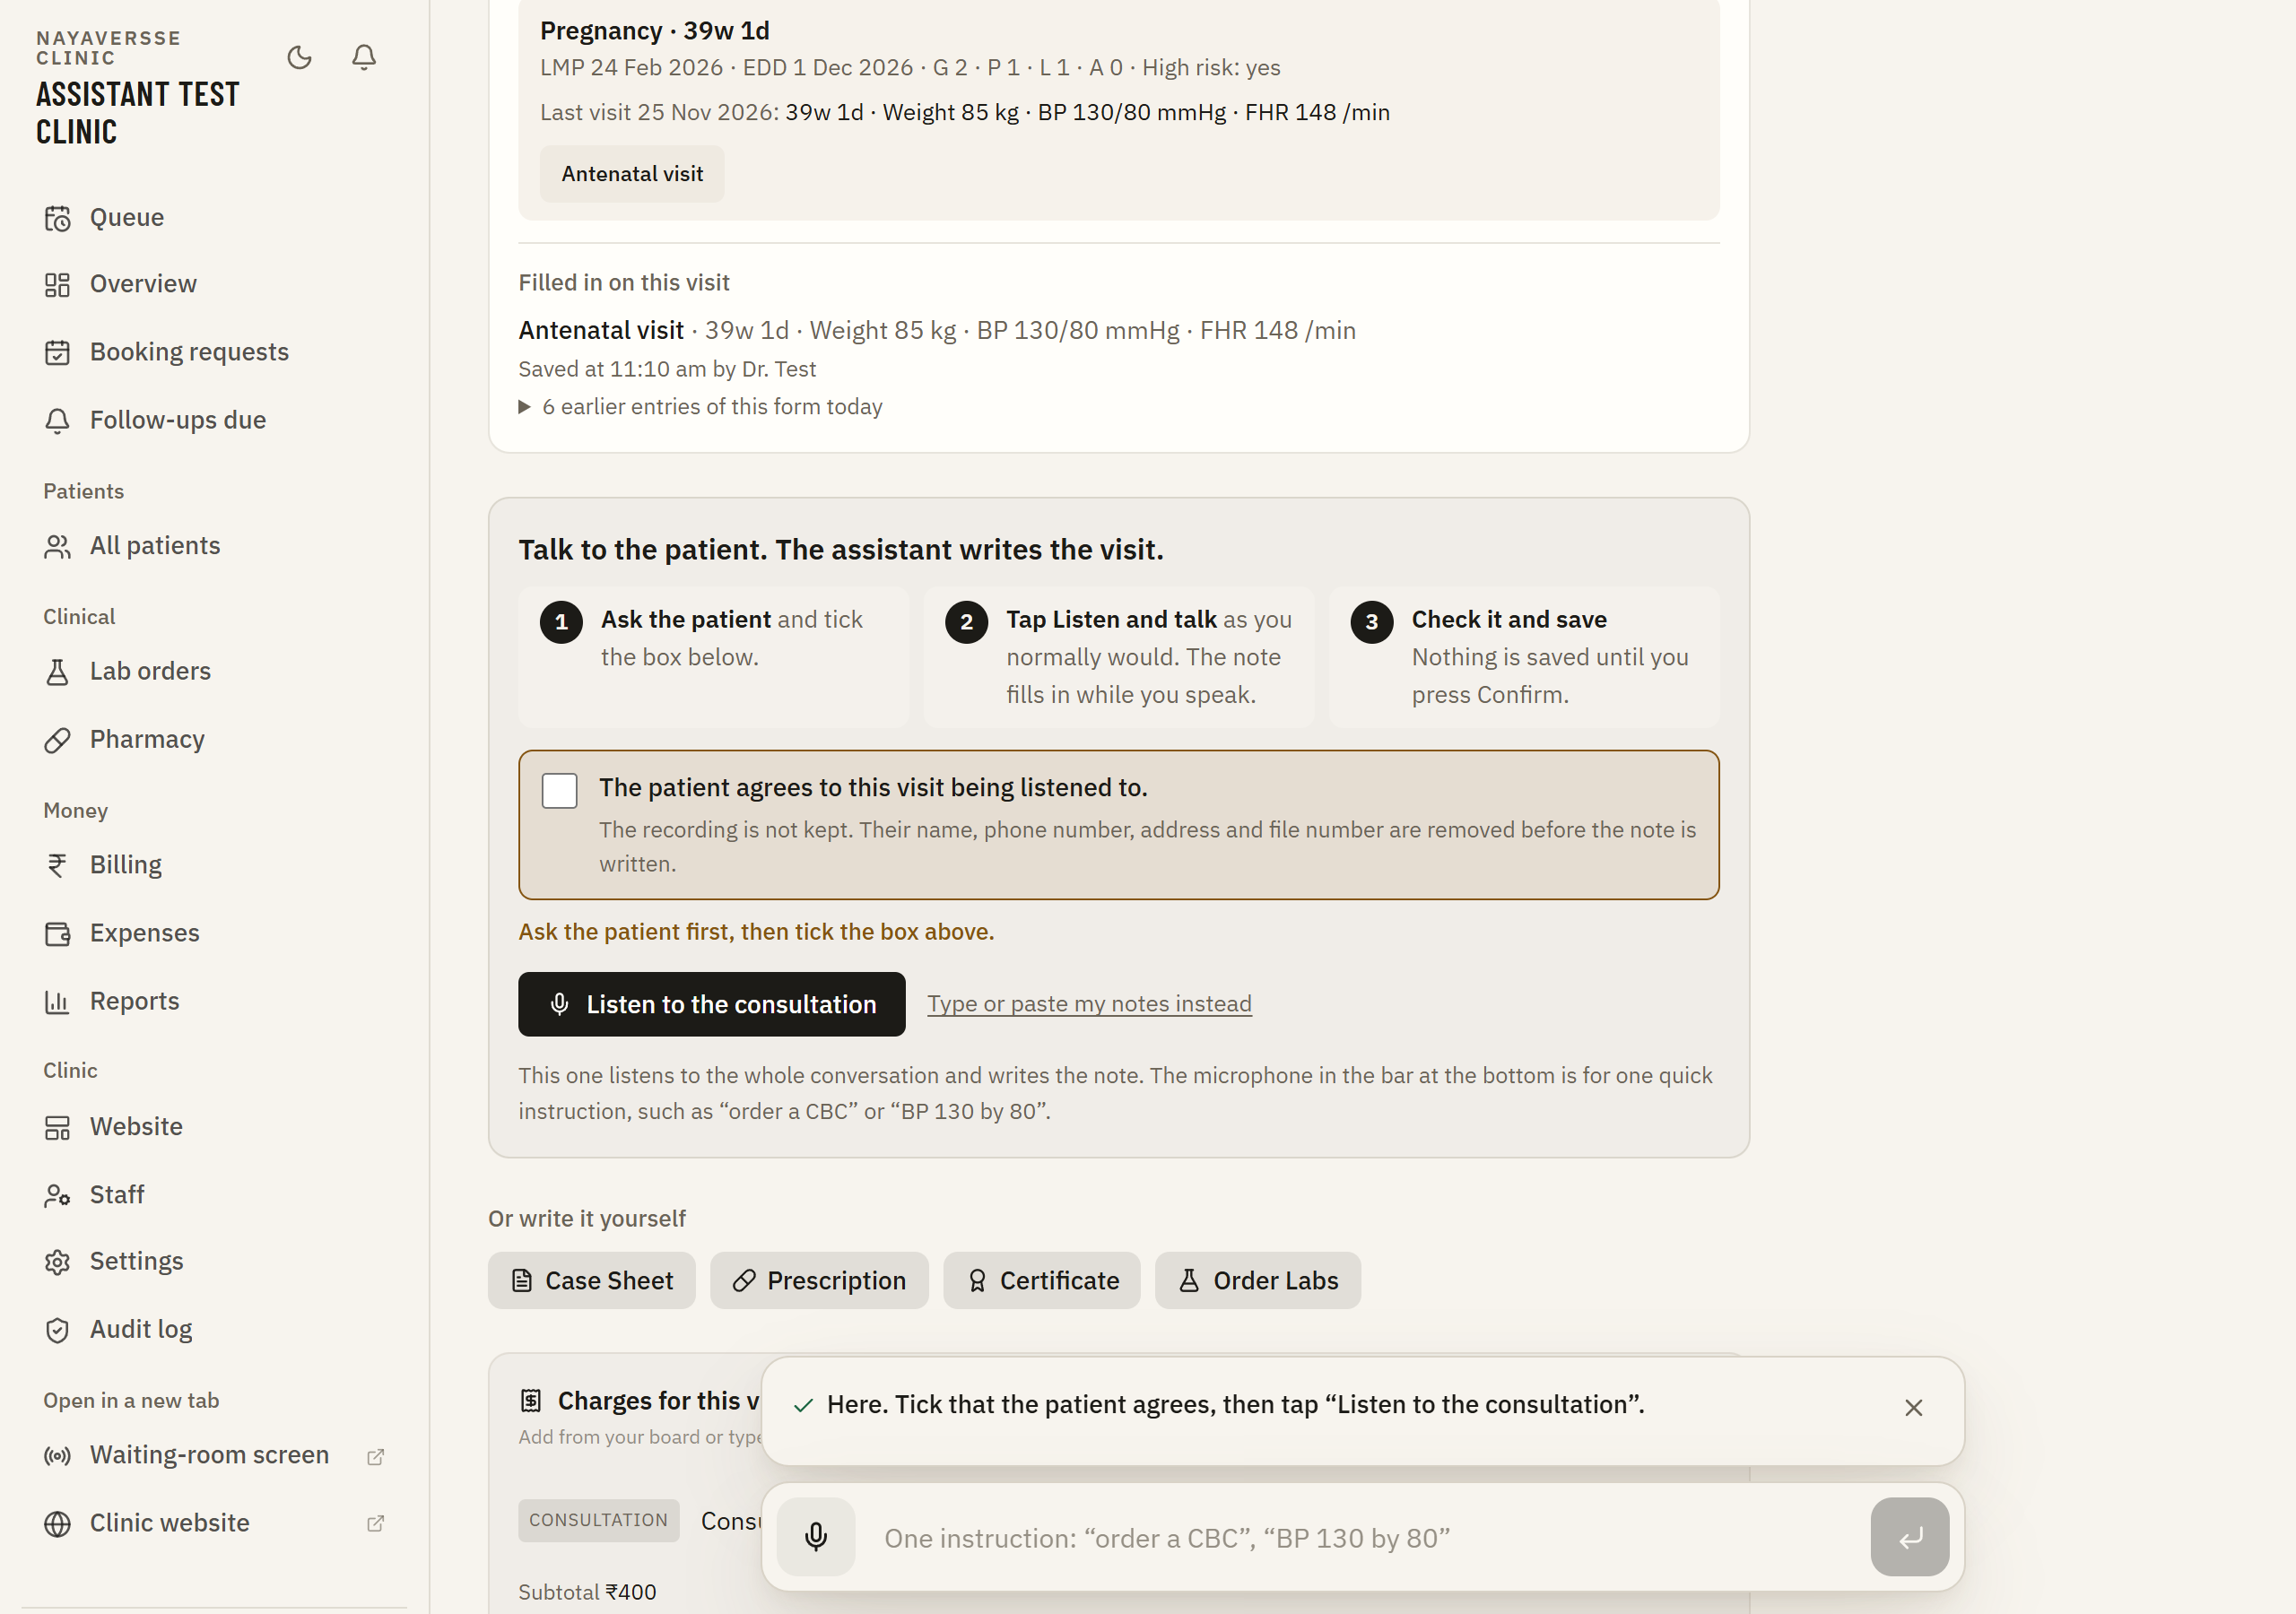 NAYAVERSSE
CLINIC
ASSISTANT TEST
CLINIC
Queue
Overview
Booking requests
Follow-ups due
Patients
All patients
Clinical
Lab orders
Pharmacy
Money
Billing
Expenses
Reports
Clinic
Website
Staff
Settings
Audit log
Open in a new tab
Waiting-room screen
Clinic website
Pregnancy · 39w 1d
LMP 24 Feb 2026 · EDD 1 Dec 2026 · G 2 · P 1 · L 1 · A 0 · High risk: yes
Last visit 25 Nov 2026: 39w 1d · Weight 85 kg · BP 130/80 mmHg · FHR 148 /min
Antenatal visit
Filled in on this visit
Antenatal visit · 39w 1d · Weight 85 kg · BP 130/80 mmHg · FHR 148 /min
Saved at 11:10 am by Dr. Test
6 earlier entries of this form today
Talk to the patient. The assistant writes the visit.
1 Ask the patient and tick
the box below.
2 Tap Listen and talk as you
normally would. The note
fills in while you speak.
3 Check it and save
Nothing is saved until you
press Confirm.
The patient agrees to this visit being listened to.
The recording is not kept. Their name, phone number, address and file number are removed before the note is
written.
Ask the patient first, then tick the box above.
Listen to the consultation
Type or paste my notes instead
This one listens to the whole conversation and writes the note. The microphone in the bar at the bottom is for one quick
instruction, such as “order a CBC” or “BP 130 by 80”.
Or write it yourself
Case Sheet
Prescription
Certificate
Order Labs
Charges for this
Add from your board or
CONSULTATION
Subtotal ₹400
Here. Tick that the patient agrees, then tap “Listen to the consultation”.
One instruction: “order a CBC”, “BP 130 by 80”